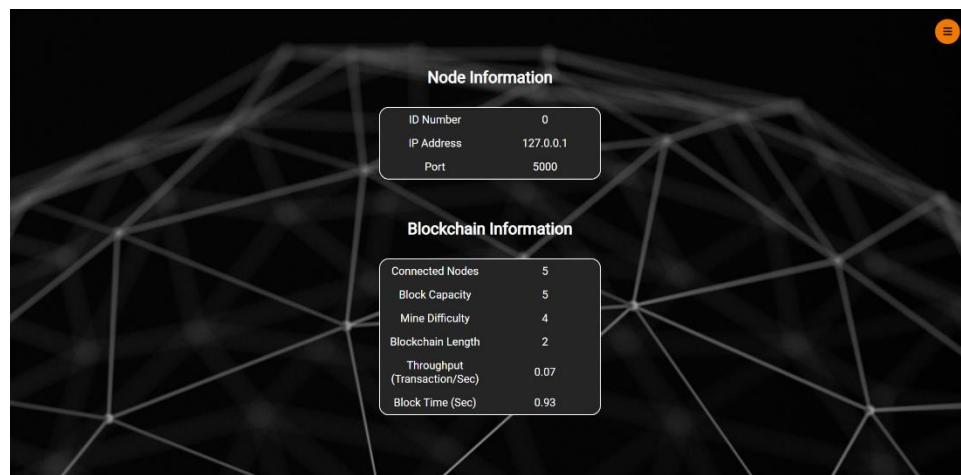 Node Information
ID Number 0
IP Address 127.0.0.1
Port 5000
Blockchain Information
Connected Nodes 5
Block Capacity 5
Mine Difficulty 4
Blockchain Length 2
Throughput
(Transaction/Sec) 0.07
Block Time (Sec) 0.93